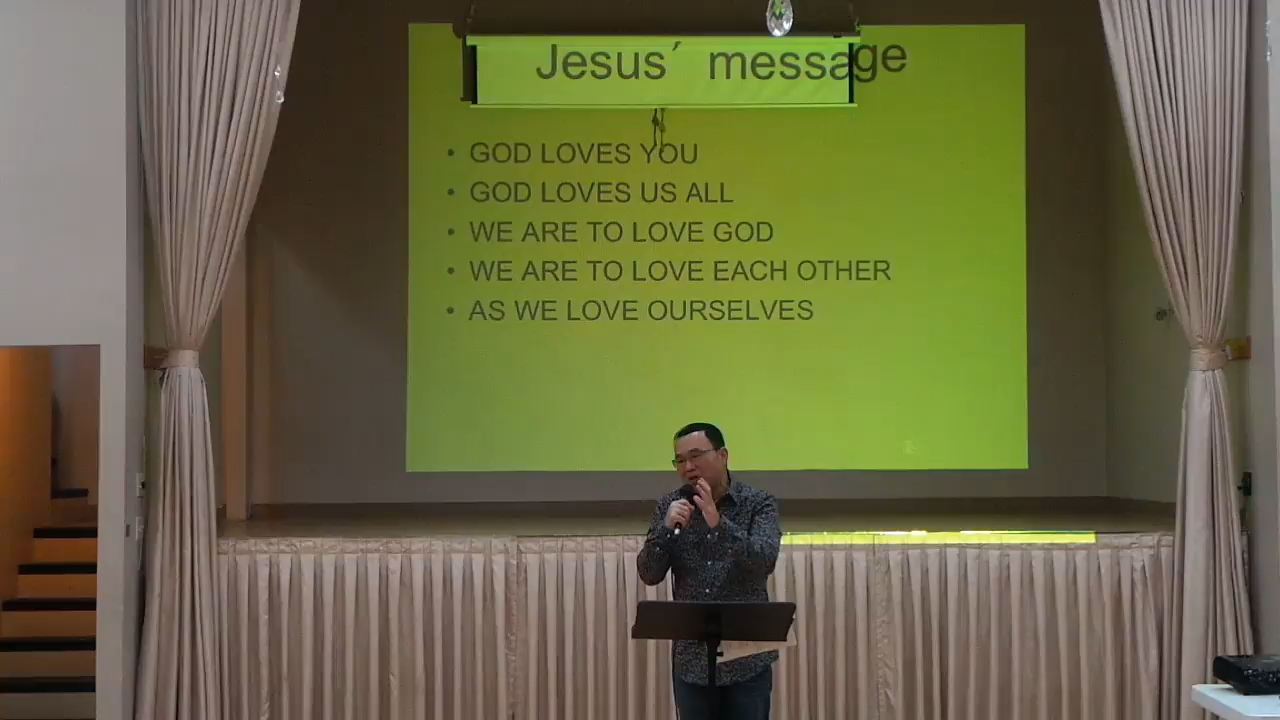 Jesus´ message
• GOD LOVES YOU
• GOD LOVES US ALL
• WE ARE TO LOVE GOD
• WE ARE TO LOVE EACH OTHER
• AS WE LOVE OURSELVES